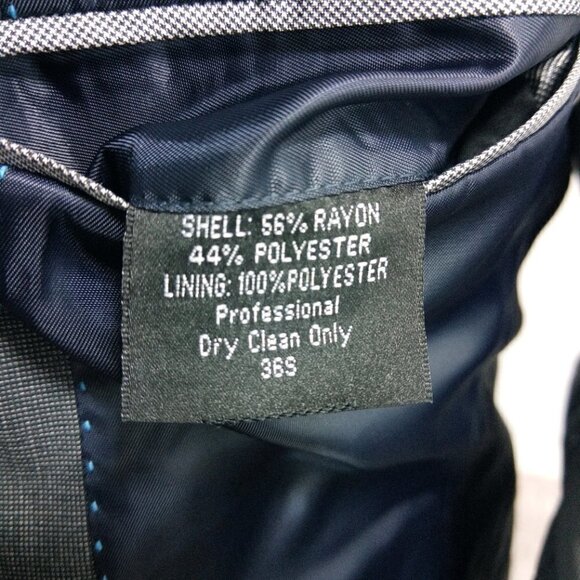 SHELL: 56% RAYON
44% POLYESTER
LINING: 100%POLYESTER
Professional
Dry Clean Only
36S